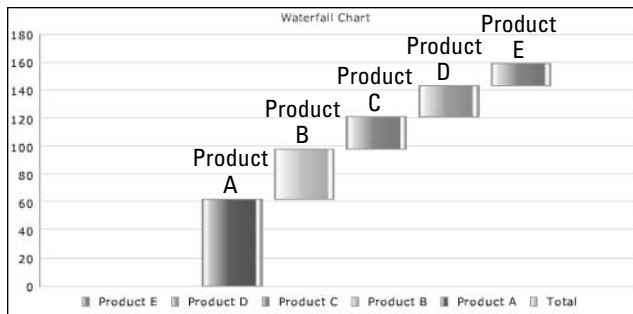 Waterfall Chart
180
160
140
120
100
80
60
40
20
0
Product
A
Product
B
Product
C
Product
D
Product
E
Product E Product D Product C Product B Product A Total